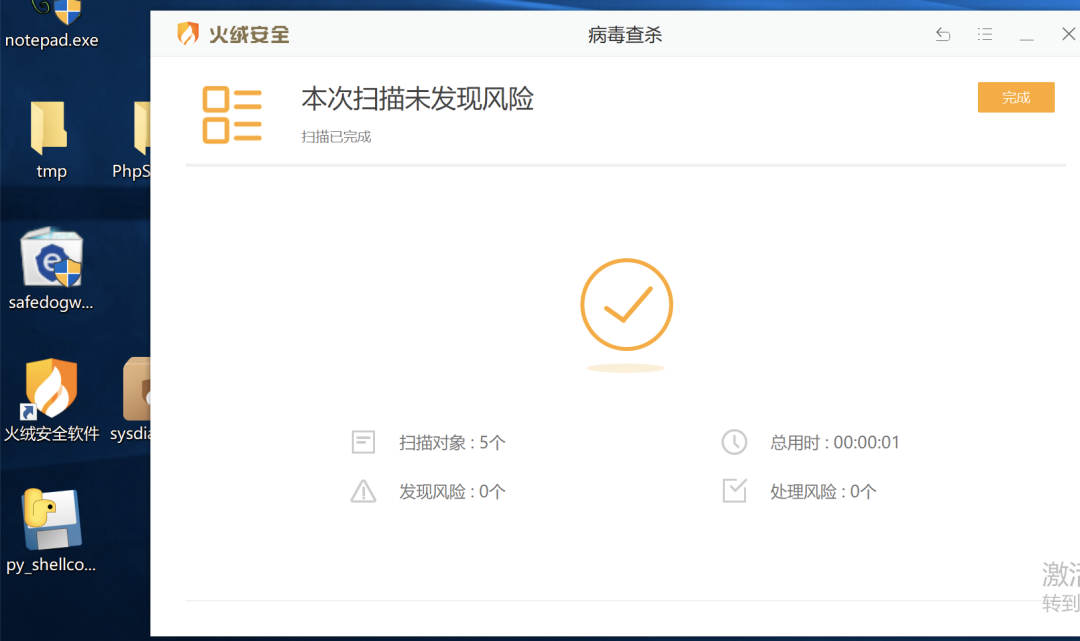 notepad.exe
火绒安全
病毒查杀
本次扫描未发现风险
完成
扫描已完成
tmp
PhpS
safedogw...
火绒安全软件
sysdia
py_shellco...
扫描对象 : 5个
总用时 : 00:00:01
发现风险 : 0个
处理风险 : 0个
激活
转到